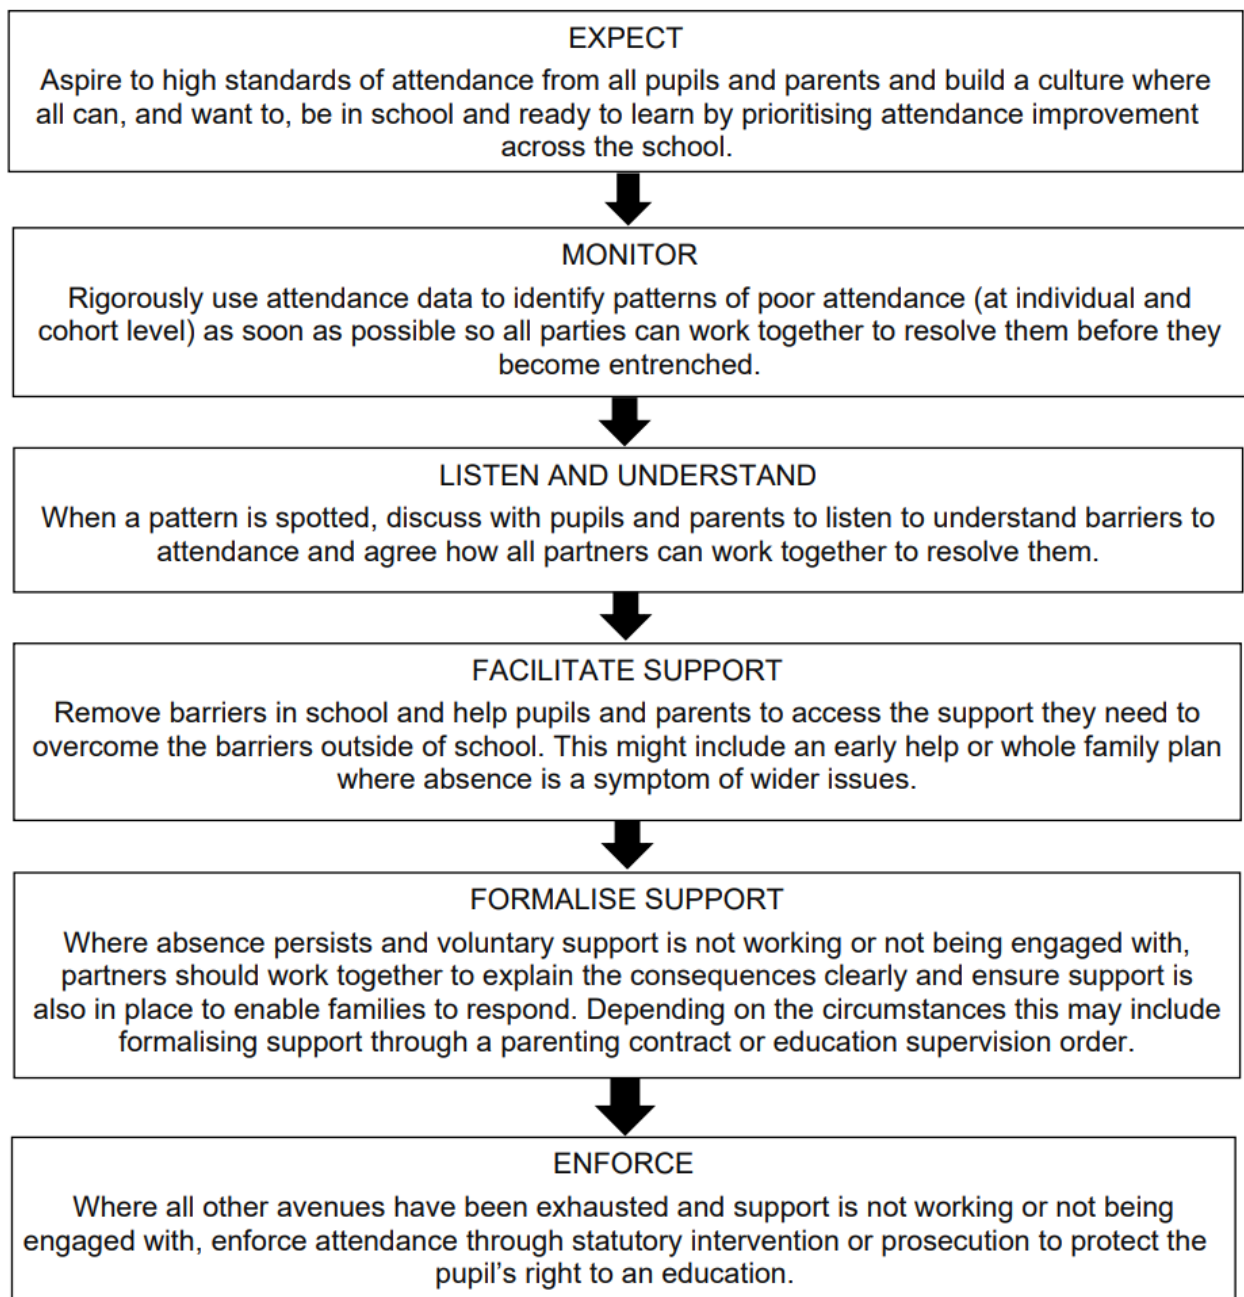 EXPECT
Aspire to high standards of attendance from all pupils and parents and build a culture where
all can, and want to, be in school and ready to learn by prioritising attendance improvement
across the school.
MONITOR
Rigorously use attendance data to identify patterns of poor attendance (at individual and
cohort level) as soon as possible so all parties can work together to resolve them before they
become entrenched.
LISTEN AND UNDERSTAND
When a pattern is spotted, discuss with pupils and parents to listen to understand barriers to
attendance and agree how all partners can work together to resolve them.
FACILITATE SUPPORT
Remove barriers in school and help pupils and parents to access the support they need to
overcome the barriers outside of school. This might include an early help or whole family plan
where absence is a symptom of wider issues.
FORMALISE SUPPORT
Where absence persists and voluntary support is not working or not being engaged with,
partners should work together to explain the consequences clearly and ensure support is
also in place to enable families to respond. Depending on the circumstances this may include
formalising support through a parenting contract or education supervision order.
ENFORCE
Where all other avenues have been exhausted and support is not working or not being
engaged with, enforce attendance through statutory intervention or prosecution to protect the
pupil’s right to an education.